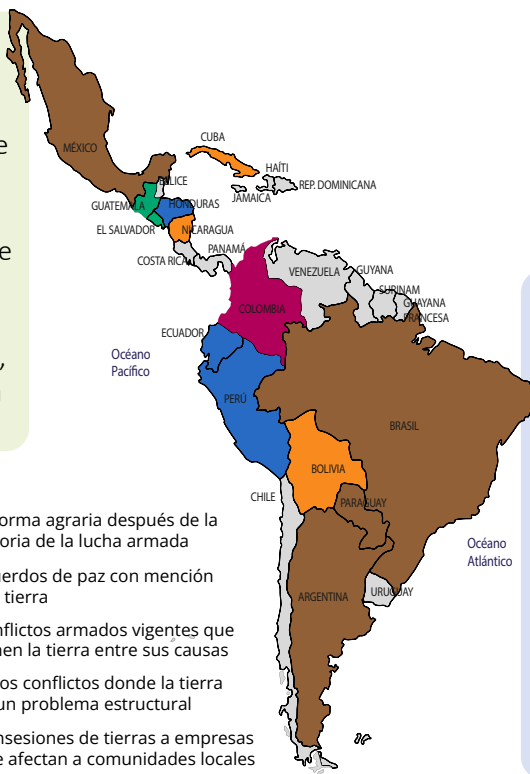 e
e
,
MÉXICO
CUBA
HAÍTI
REP. DOMINICANA
JAMAICA
BELICE
GUATEMALA
HONDURAS
EL SALVADOR
NICARAGUA
COSTA RICA
PANAMÁ
VENEZUELA
GUYANA
SURINAM
GUAYANA
FRANCESA
COLOMBIA
ECUADOR
Océano
Pacífico
PERÚ
BRASIL
BOLIVIA
CHILE
PARAGUAY
Océano
Atlántico
ARGENTINA
URUGUAY
orma agraria después de la
oria de la lucha armada
erdos de paz con mención
tierra
nflictos armados vigentes que
nen la tierra entre sus causas
os conflictos donde la tierra
un problema estructural
nsesiones de tierras a empresas
e afectan a comunidades locales